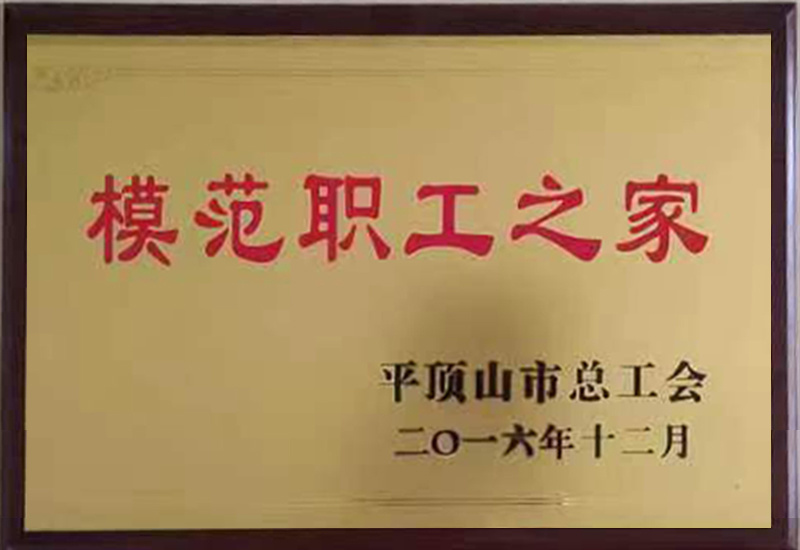 模范职工之家
平顶山市总工会
二〇一六年十二月